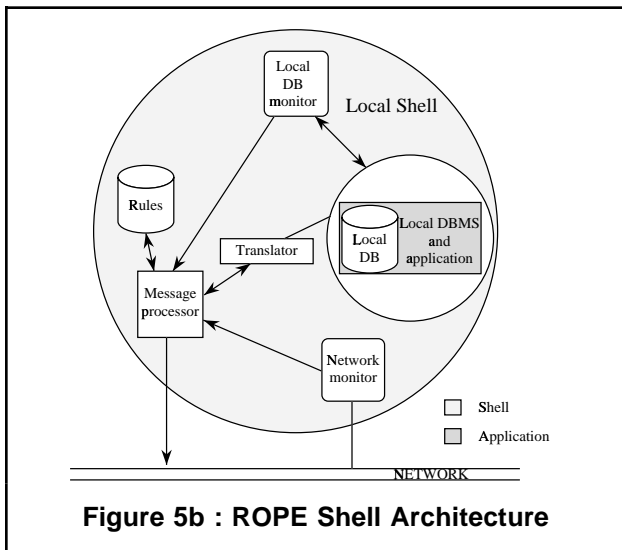 Local
DB
monitor
Local Shell
Rules
Translator
Local
DB
Local DBMS
and
application
Message
processor
Network
monitor
Shell
Application
NETWORK
Figure 5b : ROPE Shell Architecture